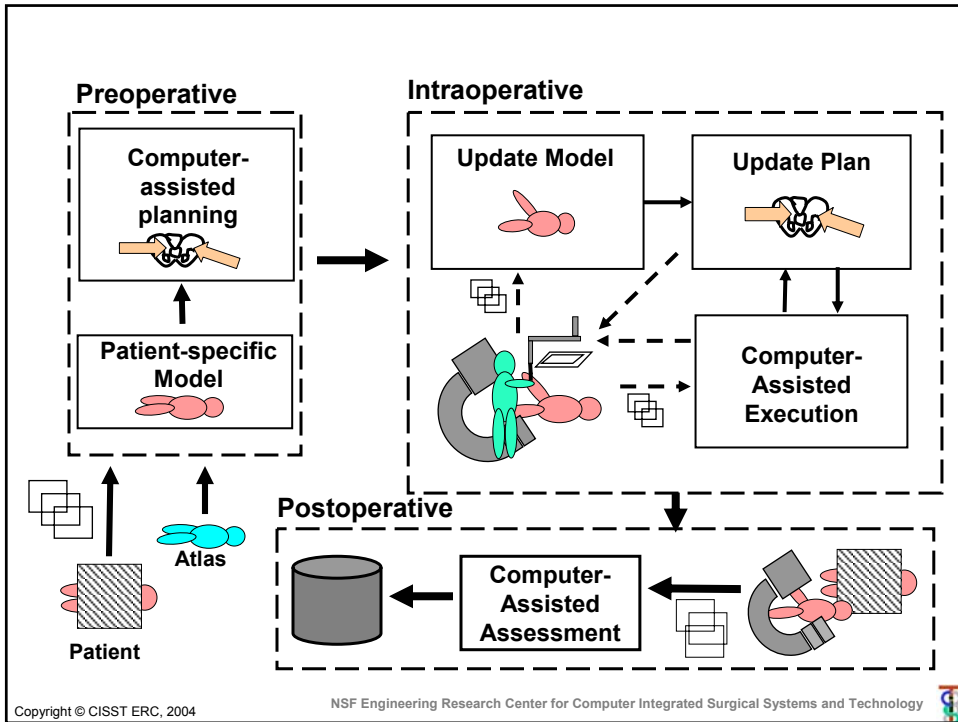 Preoperative
Computer-
assisted
planning
Patient-specific
Model
Atlas
Patient
Intraoperative
Update Model
Update Plan
Computer-
Assisted
Execution
Postoperative
Computer-
Assisted
Assessment
Copyright © CISST ERC, 2004
NSF Engineering Research Center for Computer Integrated Surgical Systems and Technology